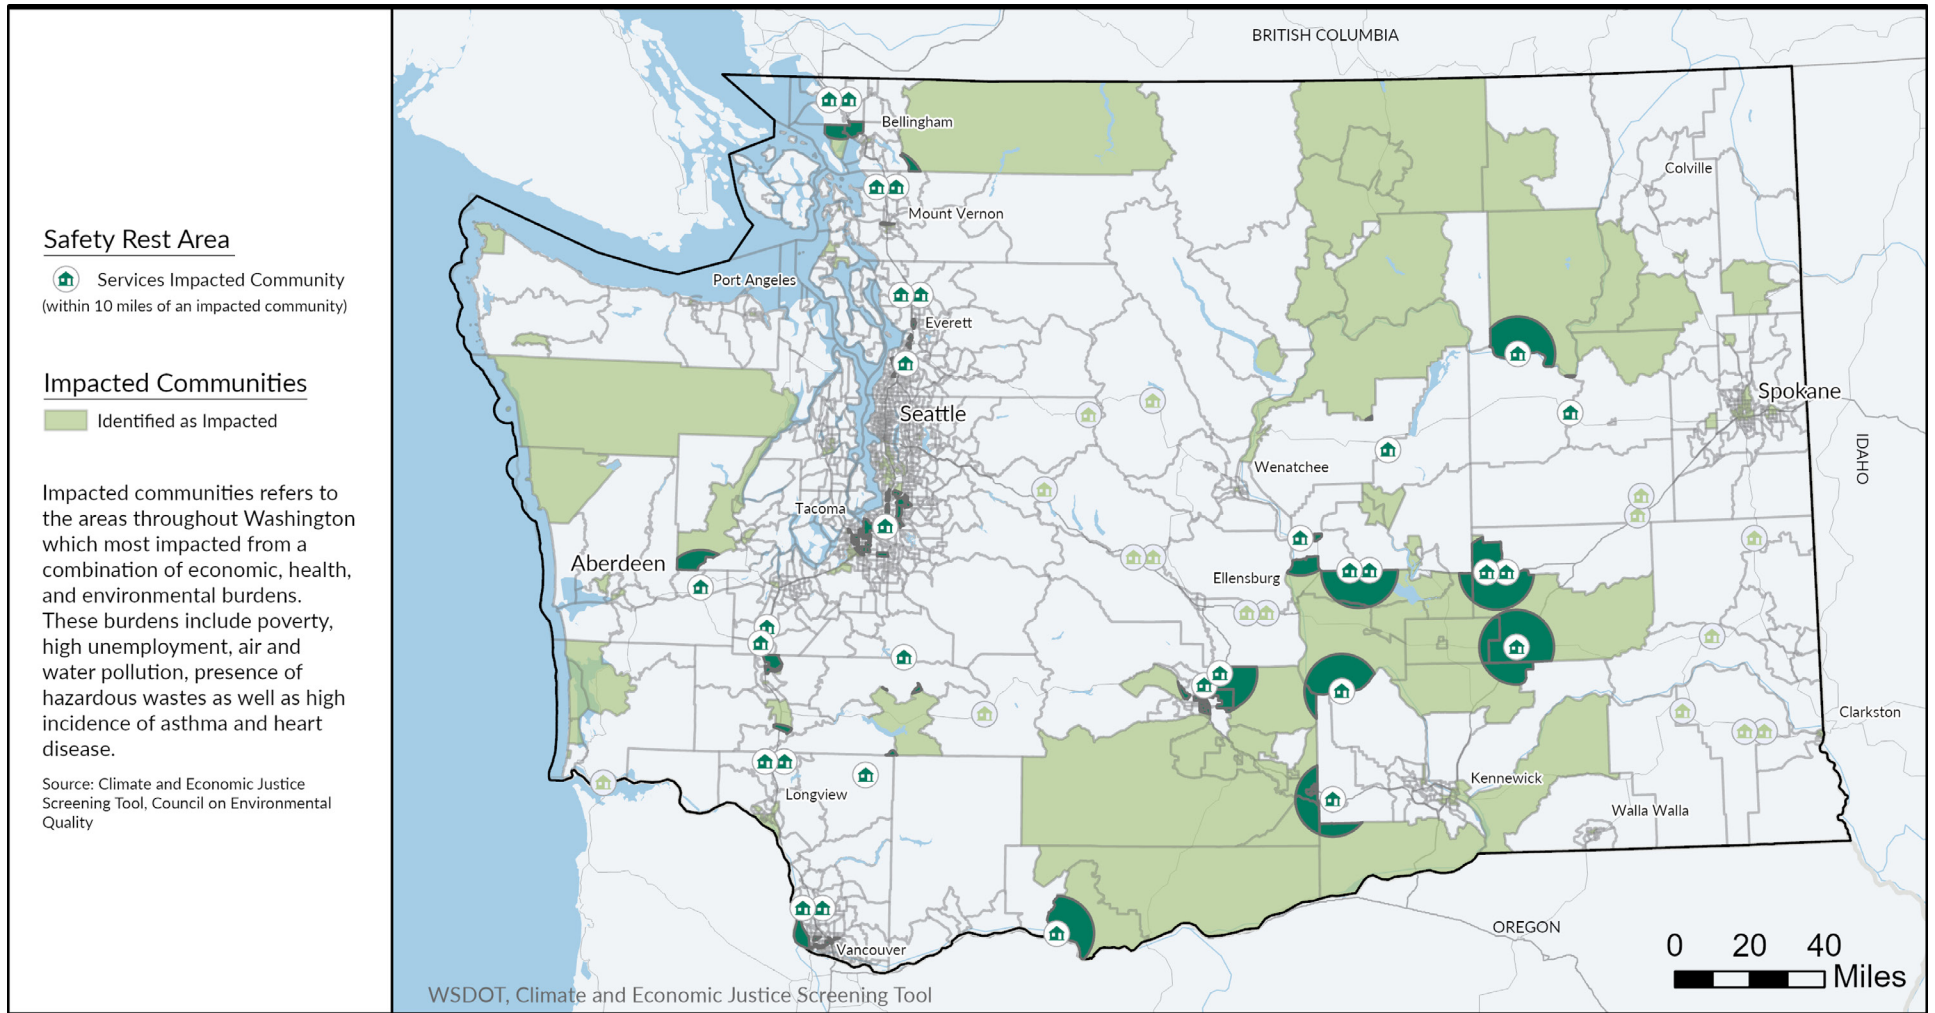 Safety Rest Area
Services Impacted Community
(within 10 miles of an impacted community)
Impacted Communities
Identified as Impacted
Impacted communities refers to
the areas throughout Washington
which most impacted from a
combination of economic, health,
and environmental burdens.
These burdens include poverty,
high unemployment, air and
water pollution, presence of
hazardous wastes as well as high
incidence of asthma and heart
disease.
Source: Climate and Economic Justice
Screening Tool, Council on Environmental
Quality
BRITISH COLUMBIA
Bellingham
Colville
Mount Vernon
Port Angeles
Everett
Spokane
Seattle
IDAHO
Wenatchee
Tacoma
Aberdeen
Ellensburg
Clarkston
Kennewick
Longview
Walla Walla
OREGON
Vancouver
0 20 40
Miles
WSDOT, Climate and Economic Justice Screening Tool